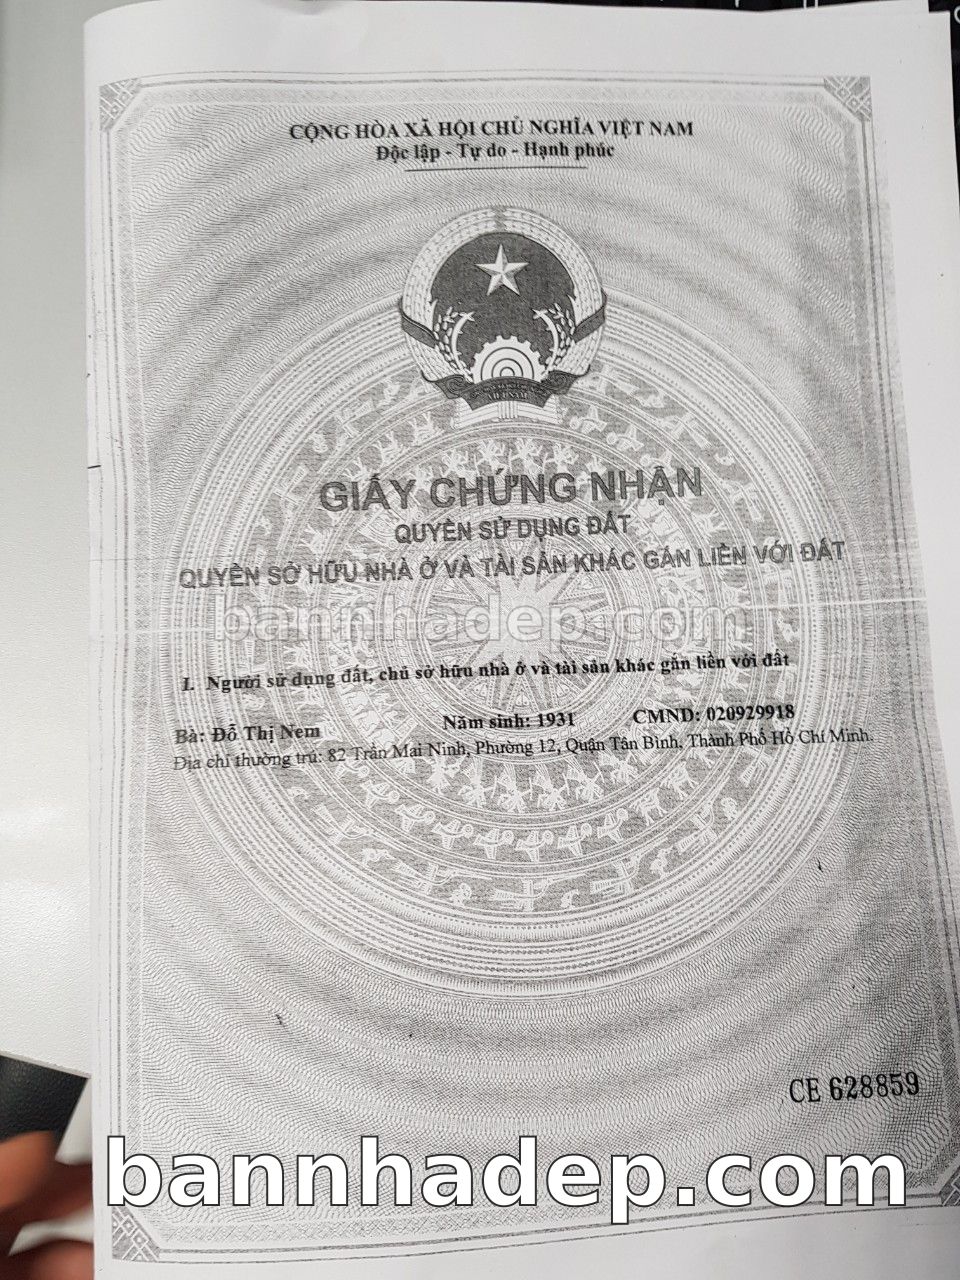 CỘNG HÒA XÃ HỘI CHỦ NGHĨA VIỆT NAM
Độc lập - Tự do - Hạnh phúc
VIỆT NAM
GIẤY CHỨNG NHẬN
QUYỀN SỬ DỤNG ĐẤT
QUYỀN SỞ HỮU NHÀ Ở VÀ TÀI SẢN KHÁC GẮN LIỀN VỚI ĐẤT
bannhadep.com
I. Người sử dụng đất, chủ sở hữu nhà ở và tài sản khác gắn liền với đất
Bà: Đỗ Thị Nem Năm sinh: 1931 CMND: 020929918
Địa chỉ thường trú: 82 Trần Mai Ninh, Phường 12, Quận Tân Bình, Thành Phố Hồ Chí Minh.
CE 628859
bannhadep.com